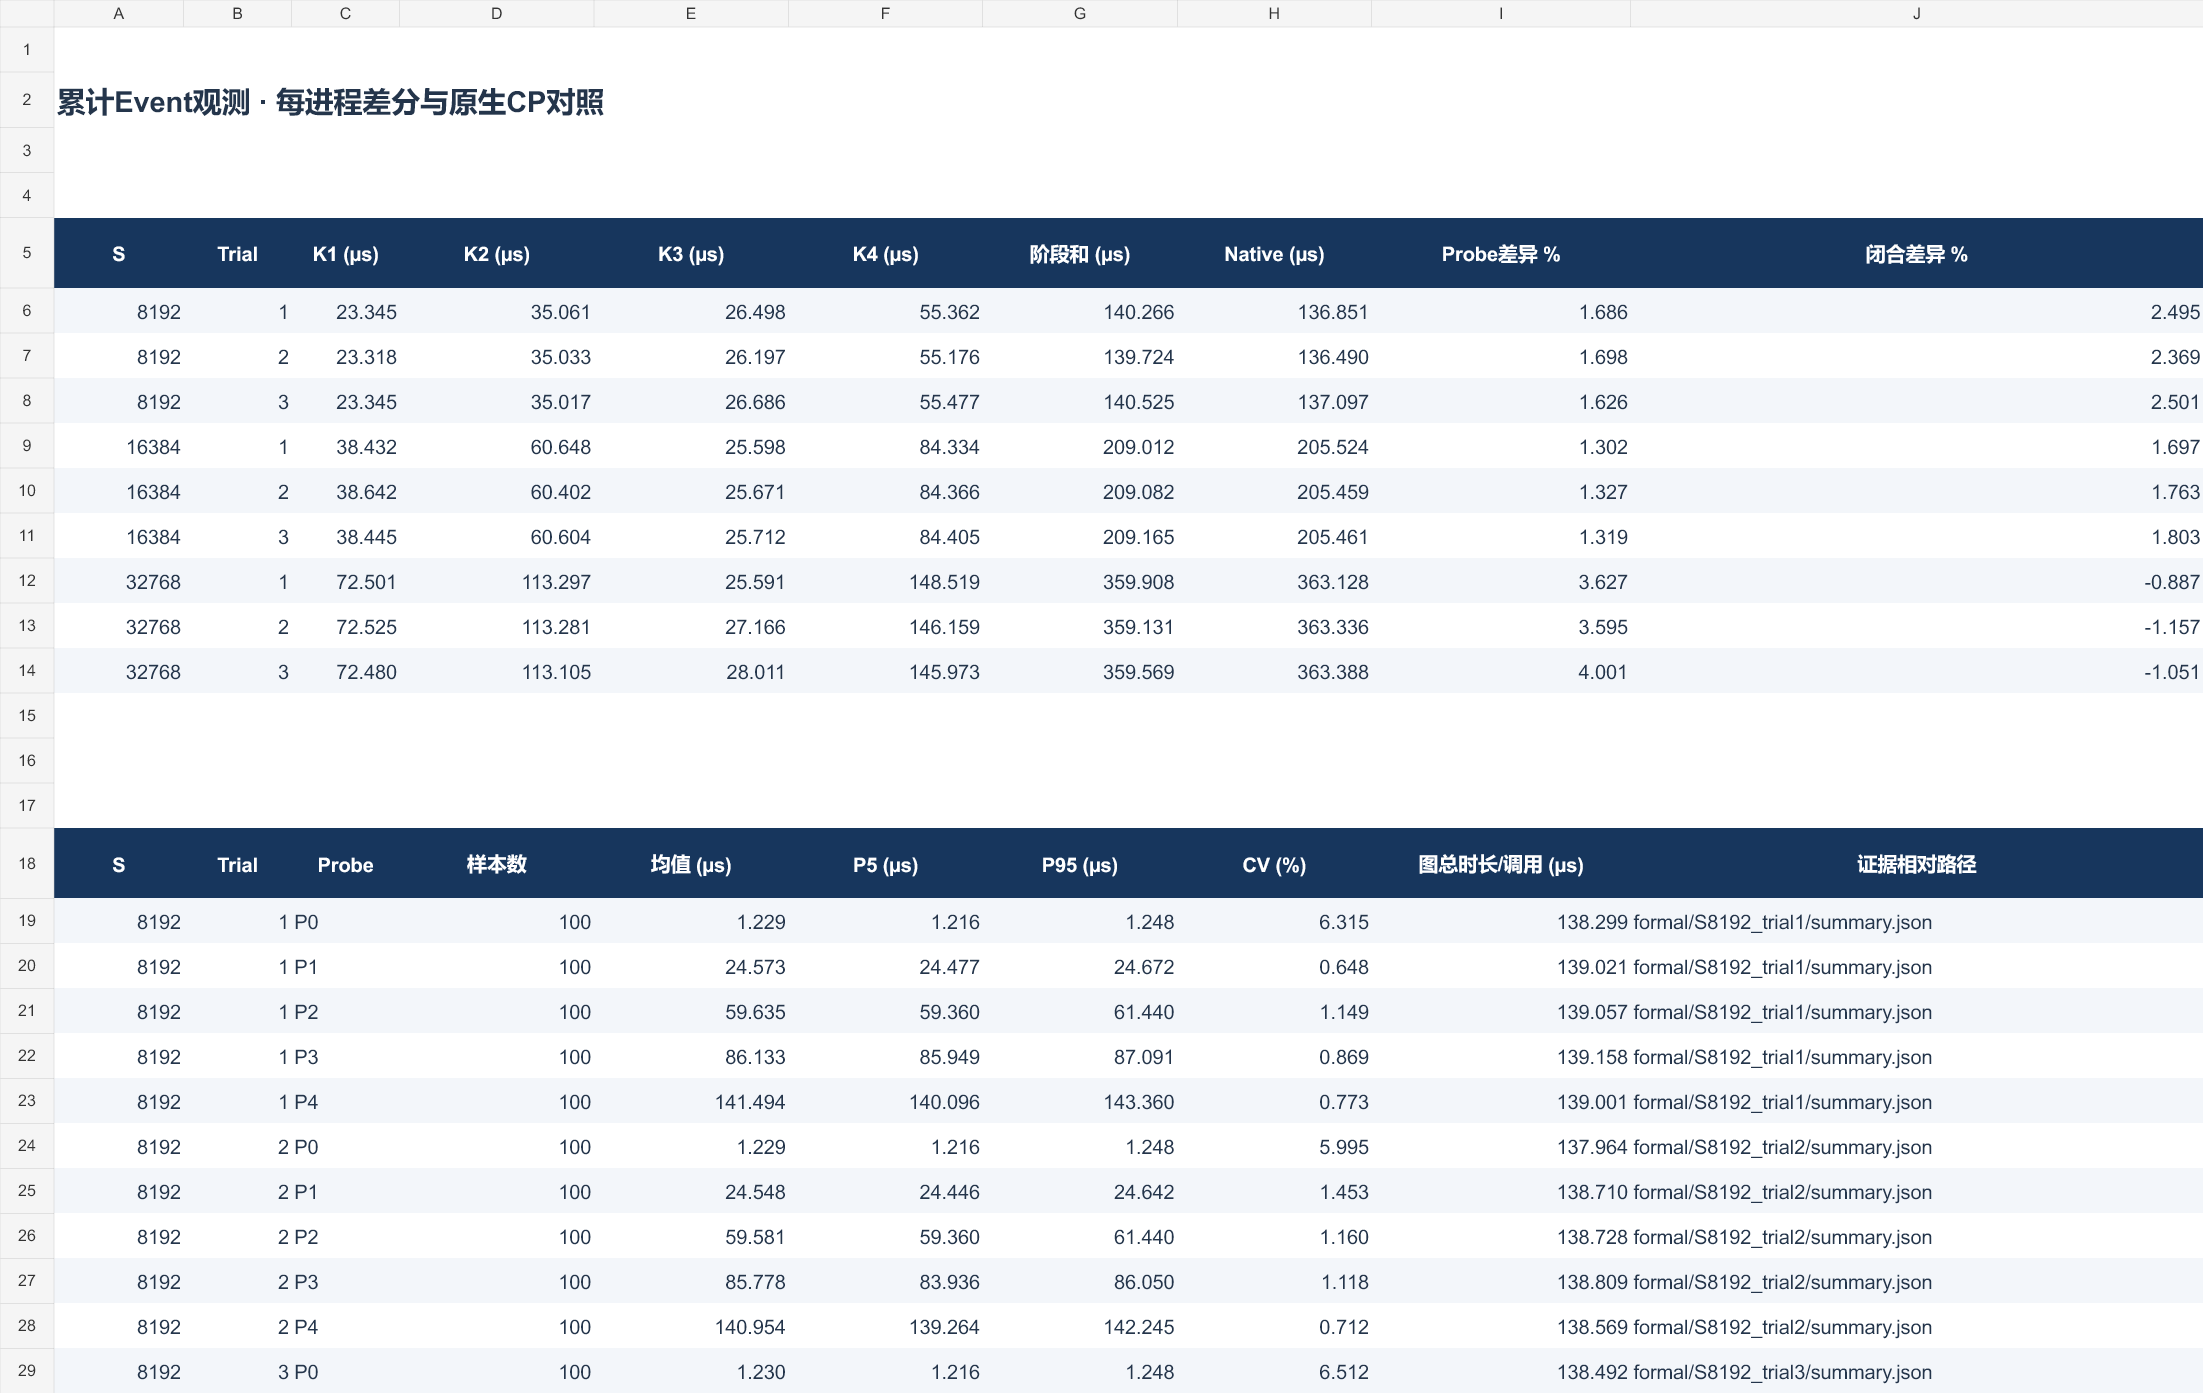 A B C D E F G H I J
1
2 累计Event观测 · 每进程差分与原生CP对照
3
4
5 S Trial K1 (µs) K2 (µs) K3 (µs) K4 (µs) 阶段和 (µs) Native (µs) Probe差异 % 闭合差异 %
6 8192 1 23.345 35.061 26.498 55.362 140.266 136.851 1.686 2.495
7 8192 2 23.318 35.033 26.197 55.176 139.724 136.490 1.698 2.369
8 8192 3 23.345 35.017 26.686 55.477 140.525 137.097 1.626 2.501
9 16384 1 38.432 60.648 25.598 84.334 209.012 205.524 1.302 1.697
10 16384 2 38.642 60.402 25.671 84.366 209.082 205.459 1.327 1.763
11 16384 3 38.445 60.604 25.712 84.405 209.165 205.461 1.319 1.803
12 32768 1 72.501 113.297 25.591 148.519 359.908 363.128 3.627 -0.887
13 32768 2 72.525 113.281 27.166 146.159 359.131 363.336 3.595 -1.157
14 32768 3 72.480 113.105 28.011 145.973 359.569 363.388 4.001 -1.051
15
16
17
18 S Trial Probe 样本数 均值 (µs) P5 (µs) P95 (µs) CV (%) 图总时长/调用 (µs) 证据相对路径
19 8192 1 P0 100 1.229 1.216 1.248 6.315 138.299 formal/S8192_trial1/summary.json
20 8192 1 P1 100 24.573 24.477 24.672 0.648 139.021 formal/S8192_trial1/summary.json
21 8192 1 P2 100 59.635 59.360 61.440 1.149 139.057 formal/S8192_trial1/summary.json
22 8192 1 P3 100 86.133 85.949 87.091 0.869 139.158 formal/S8192_trial1/summary.json
23 8192 1 P4 100 141.494 140.096 143.360 0.773 139.001 formal/S8192_trial1/summary.json
24 8192 2 P0 100 1.229 1.216 1.248 5.995 137.964 formal/S8192_trial2/summary.json
25 8192 2 P1 100 24.548 24.446 24.642 1.453 138.710 formal/S8192_trial2/summary.json
26 8192 2 P2 100 59.581 59.360 61.440 1.160 138.728 formal/S8192_trial2/summary.json
27 8192 2 P3 100 85.778 83.936 86.050 1.118 138.809 formal/S8192_trial2/summary.json
28 8192 2 P4 100 140.954 139.264 142.245 0.712 138.569 formal/S8192_trial2/summary.json
29 8192 3 P0 100 1.230 1.216 1.248 6.512 138.492 formal/S8192_trial3/summary.json